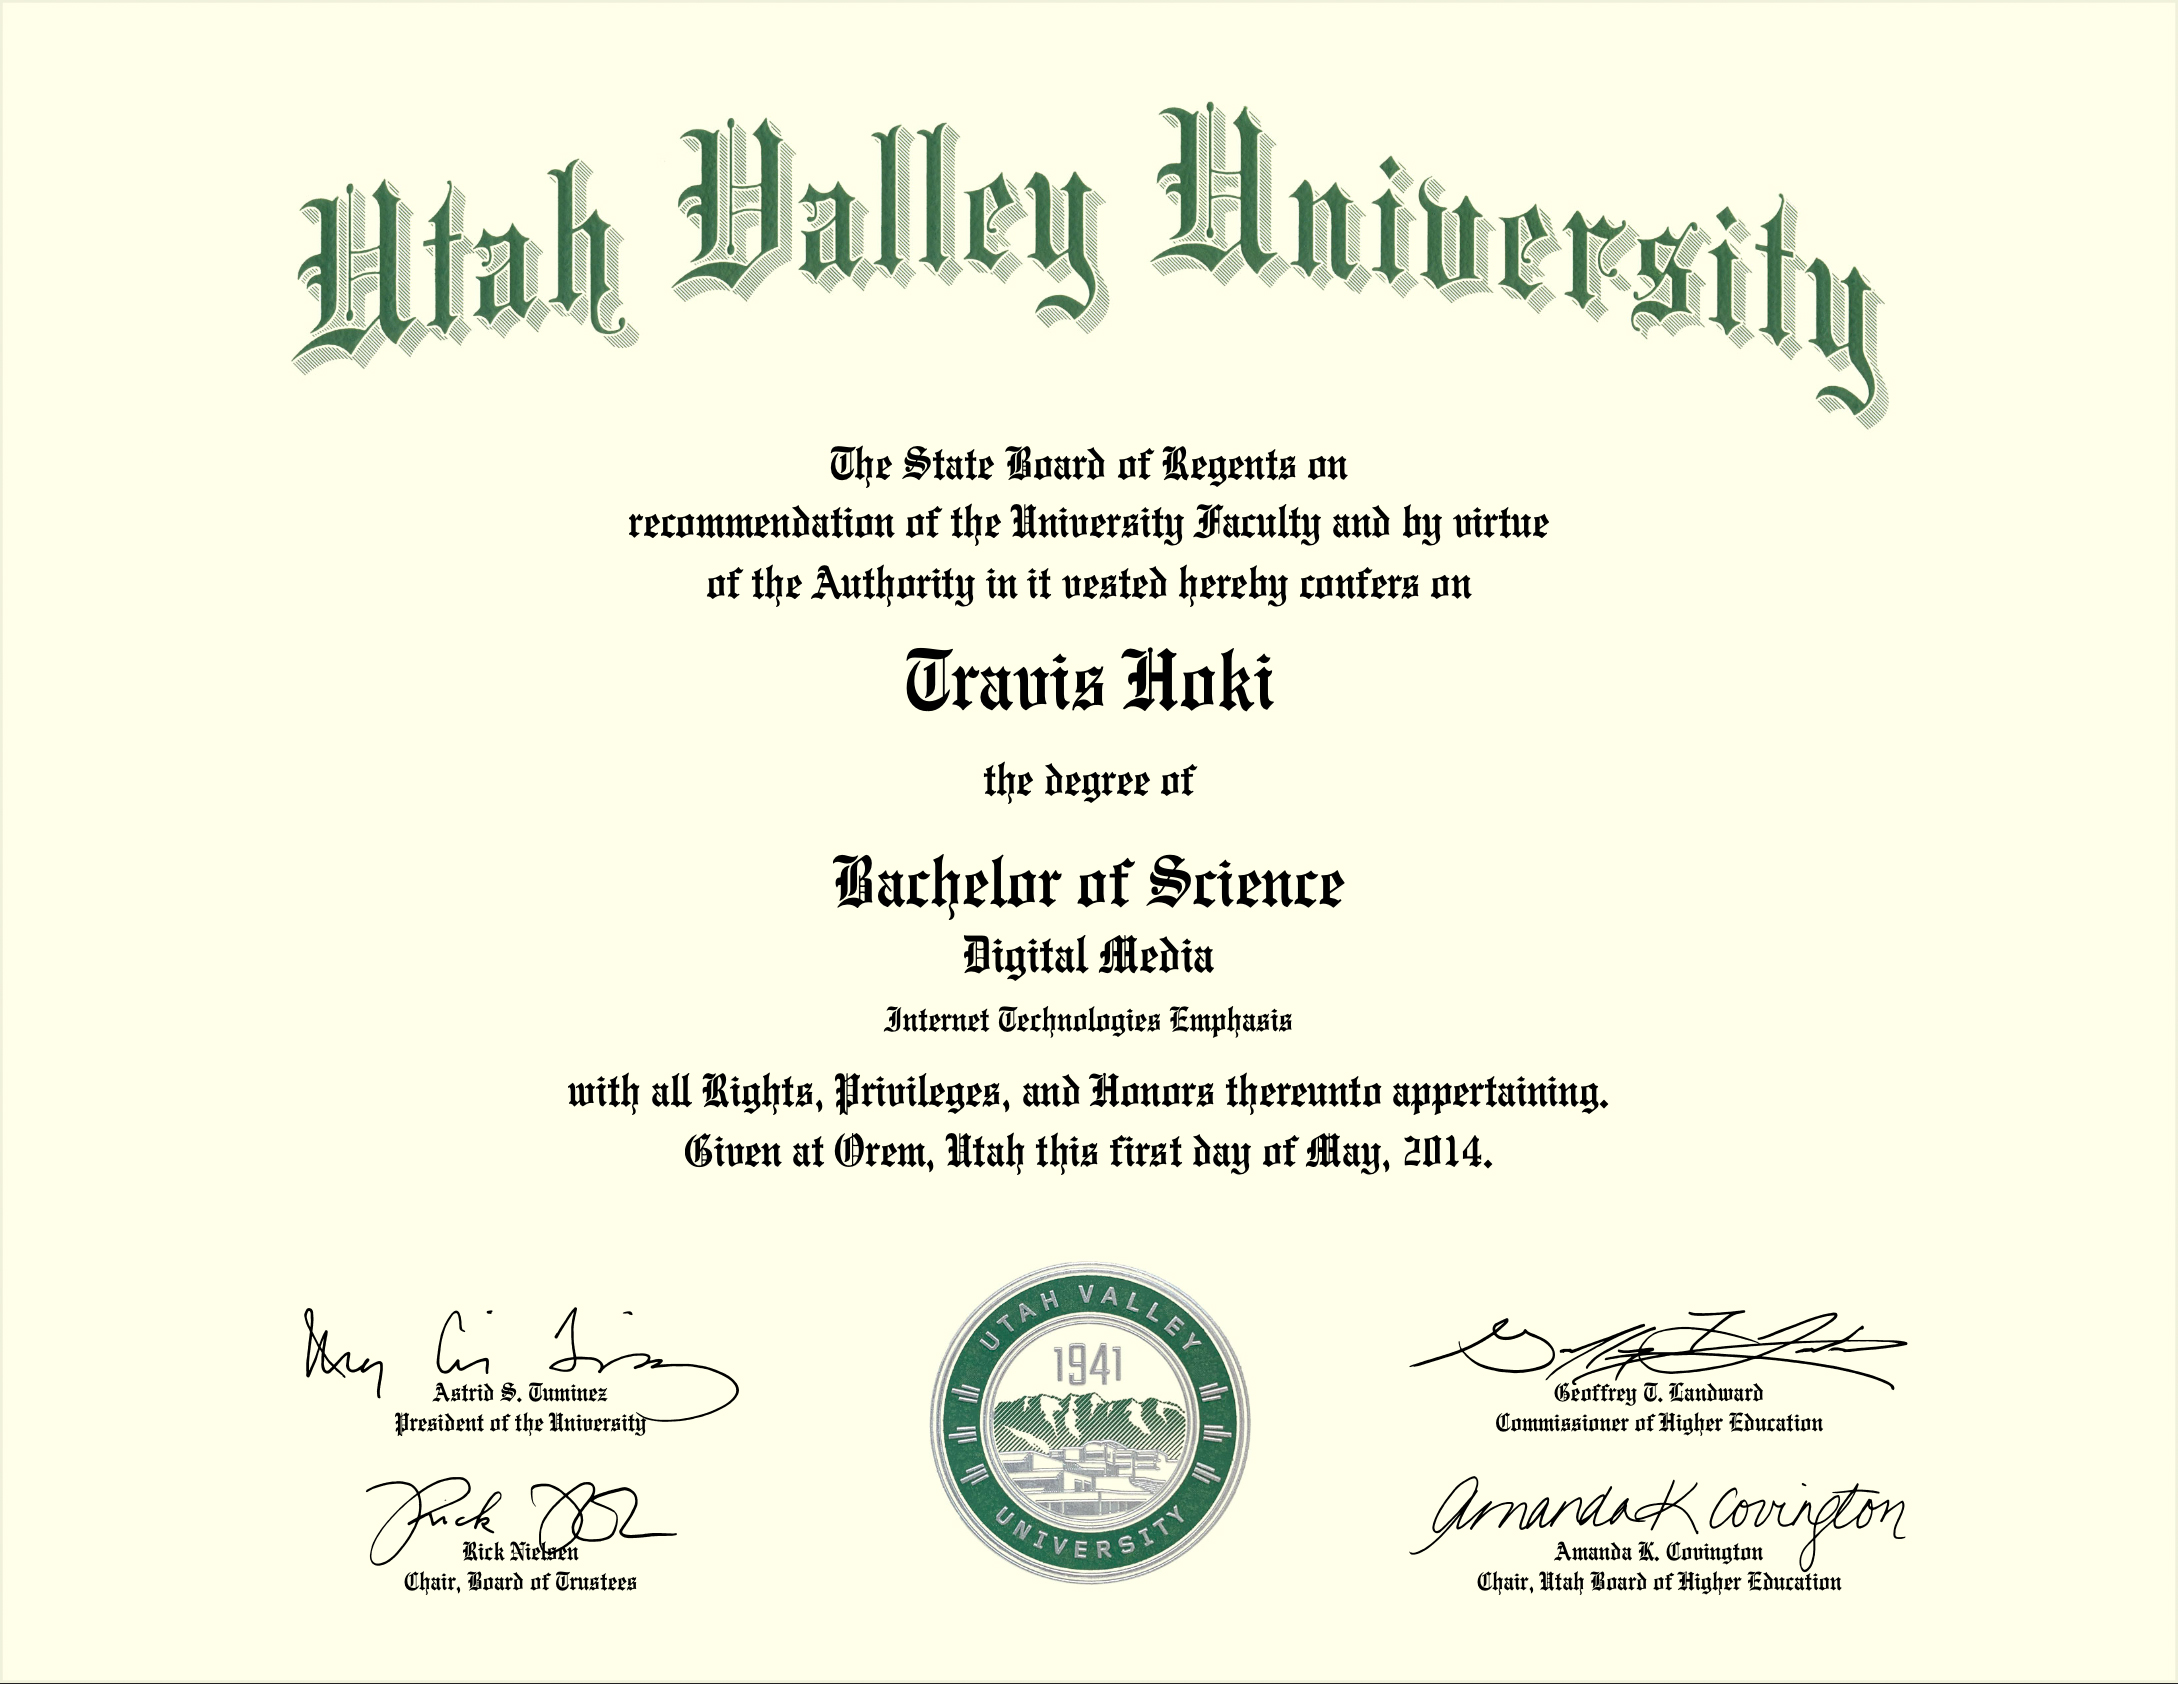 Utah Valley University
The State Board of Regents on
recommendation of the University Faculty and by virtue
of the Authority in it vested hereby confers on
Travis Hoki
the degree of
Bachelor of Science
Digital Media
Internet Technologies Emphasis
with all Rights, Privileges, and Honors thereunto appertaining.
Given at Orem, Utah this first day of May, 2014.
Astrid S. Tuminez
President of the University
Rick Nielsen
Chair, Board of Trustees
UTAH VALLEY
1941
UNIVERSITY
Geoffrey T. Landward
Commissioner of Higher Education
Amanda K Covington
Amanda K. Covington
Chair, Utah Board of Higher Education